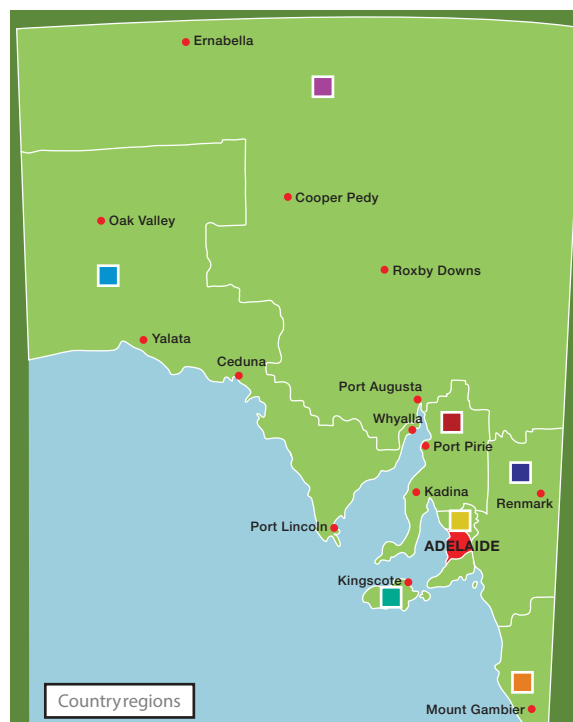 Ernabella
Cooper Pedy
Oak Valley
Roxby Downs
Yalata
Ceduna
Port Augusta
Whyalla
Port Pirie
Kadina
Renmark
Port Lincoln
ADELAIDE
Kingscote
Country regions
Mount Gambier